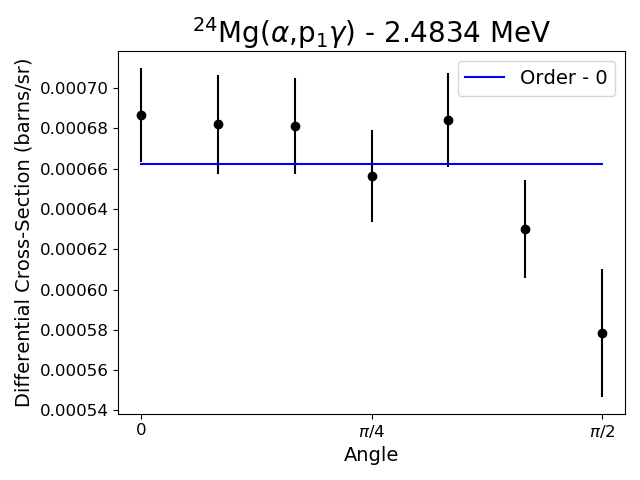 ²⁴Mg(α,p₁γ) - 2.4834 MeV
Order - 0
Differential Cross-Section (barns/sr)
0.00070
0.00068
0.00066
0.00064
0.00062
0.00060
0.00058
0.00056
0.00054
0 π/4 π/2
Angle